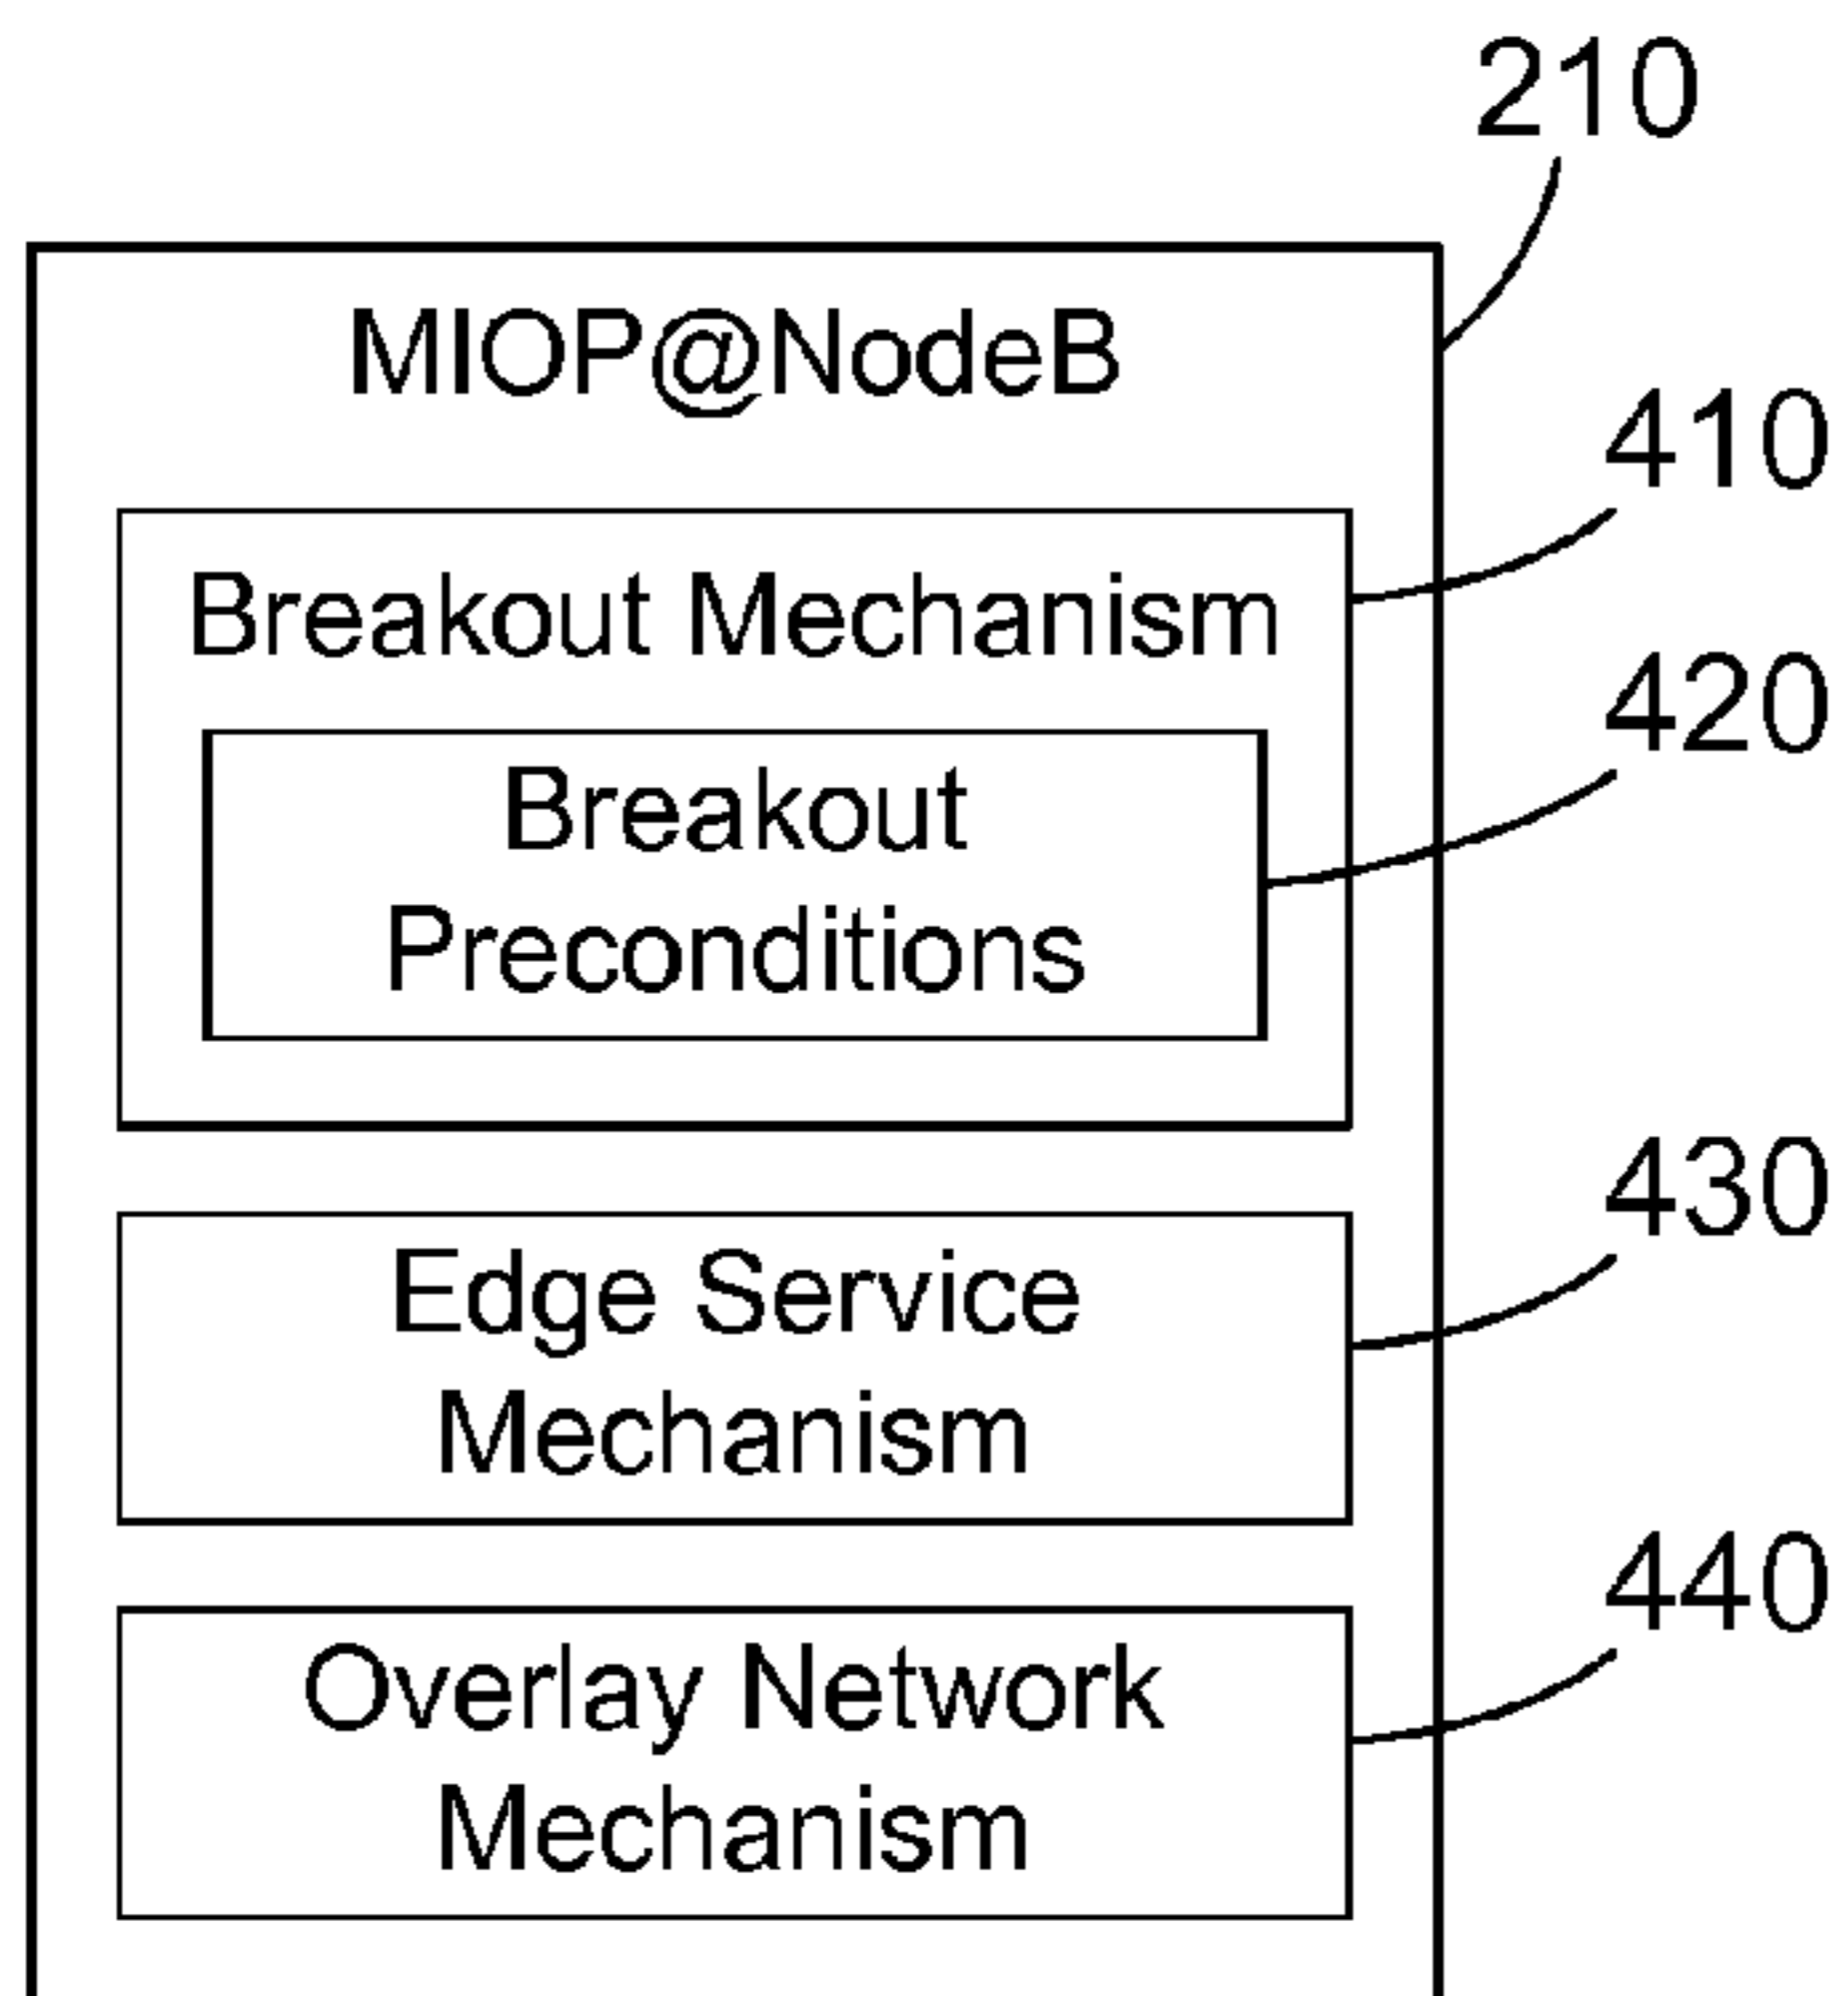 210
MIOP@NodeB
410
Breakout Mechanism
420
Breakout
Preconditions
430
Edge Service
Mechanism
440
Overlay Network
Mechanism